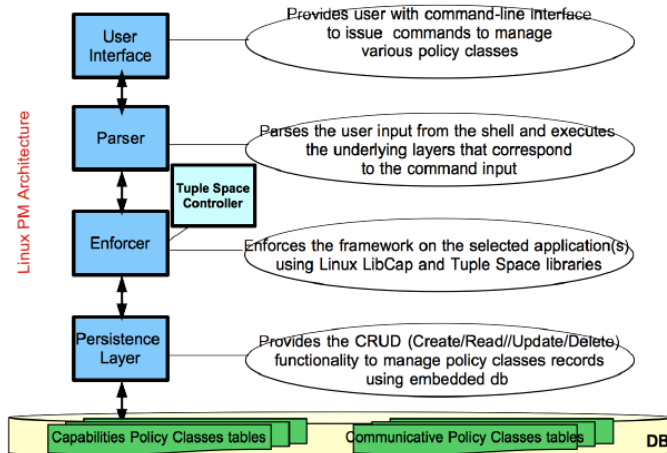 Provides user with command-line interface
to issue commands to manage
various policy classes
User
Interface
Linux PM Architecture
Parser
Parses the user input from the shell and executes
the underlying layers that correspond
to the command input
Tuple Space
Controller
Enforcer
Enforces the framework on the selected application(s)
using Linux LibCap and Tuple Space libraries
Persistence
Layer
Provides the CRUD (Create/Read//Update/Delete)
functionality to manage policy classes records
using embedded db
Capabilities Policy Classes tables
Communicative Policy Classes tables
DB